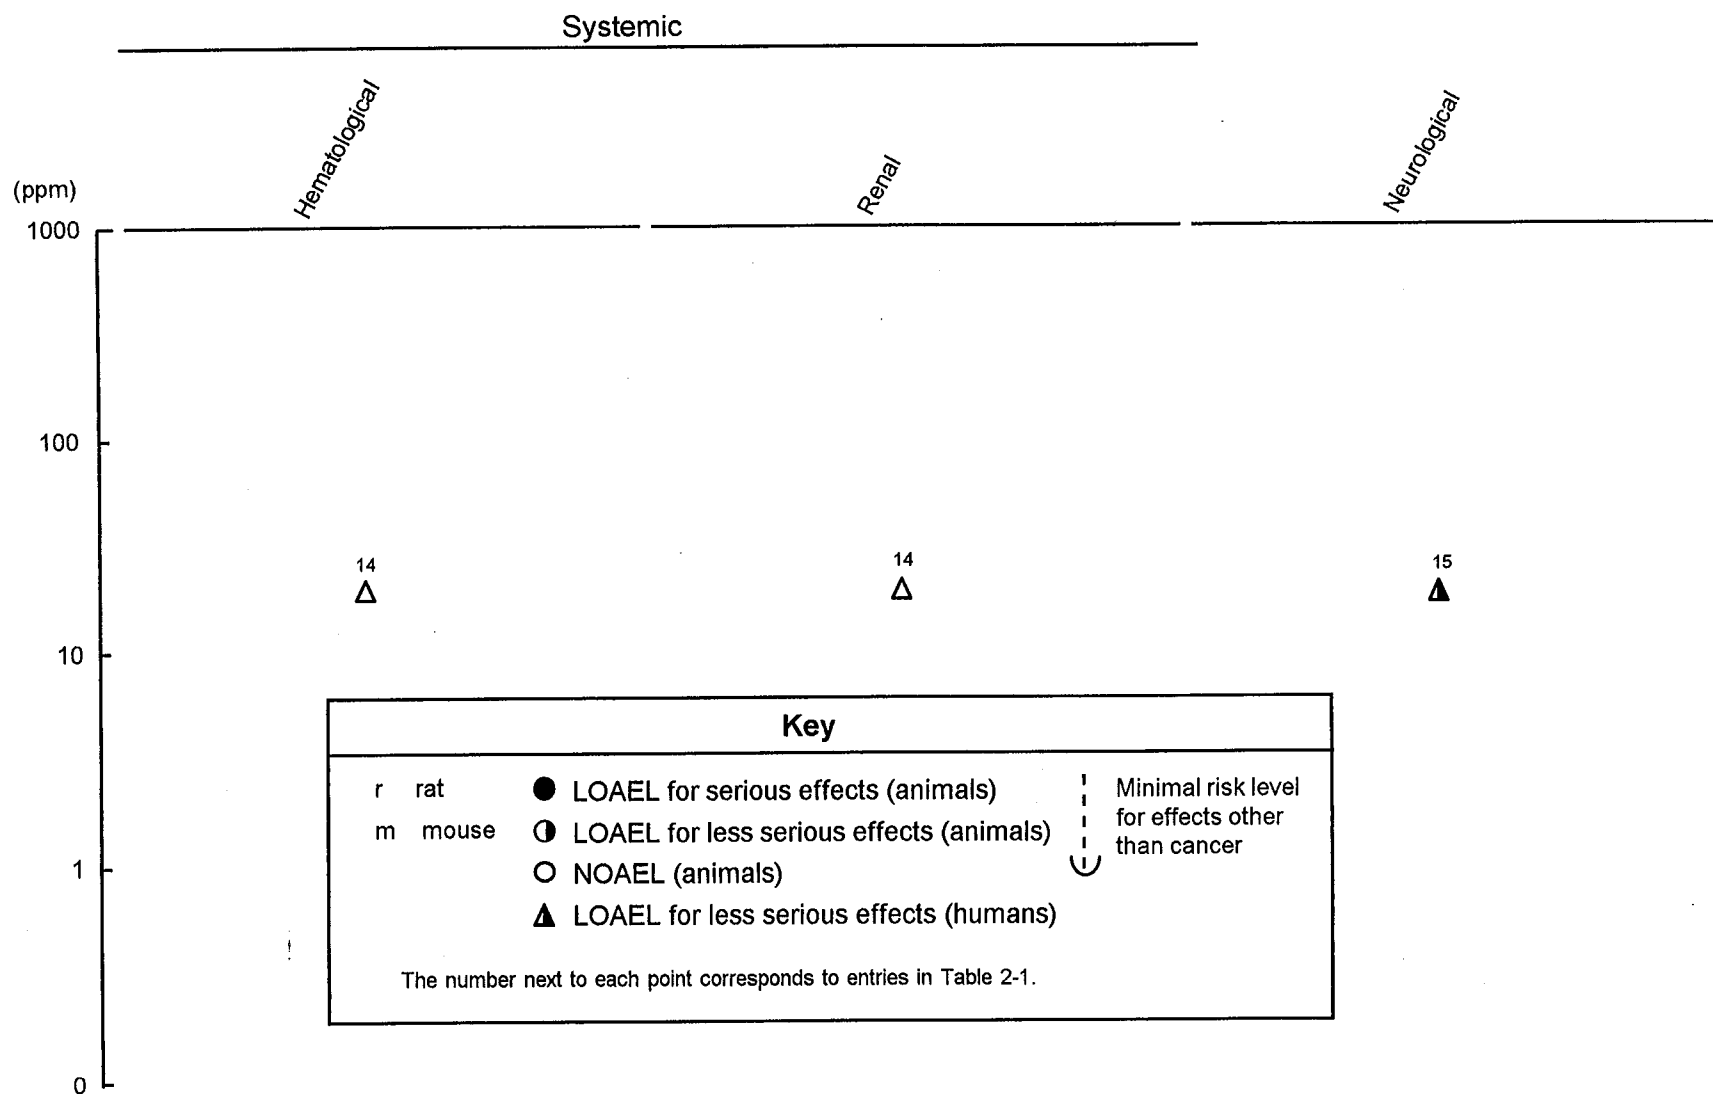 Systemic
Hematological
Renal
Neurological
(ppm)
1000
100
10
1
0
14
14
15
Key
r rat
m mouse
LOAEL for serious effects (animals)
LOAEL for less serious effects (animals)
NOAEL (animals)
LOAEL for less serious effects (humans)
Minimal risk level
for effects other
than cancer
The number next to each point corresponds to entries in Table 2-1.